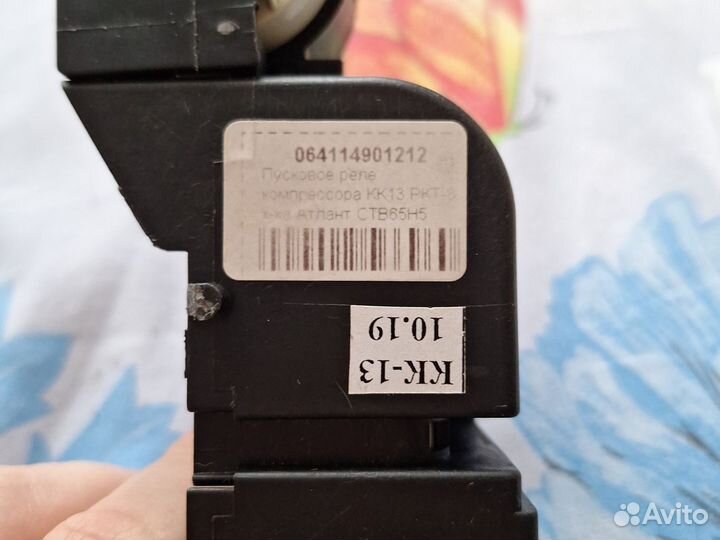 064114901212
Пусковое реле
компрессора КК13 РКТ-8
х-ка Атлант СТВ65Н5
КК-13
10.19
Avito